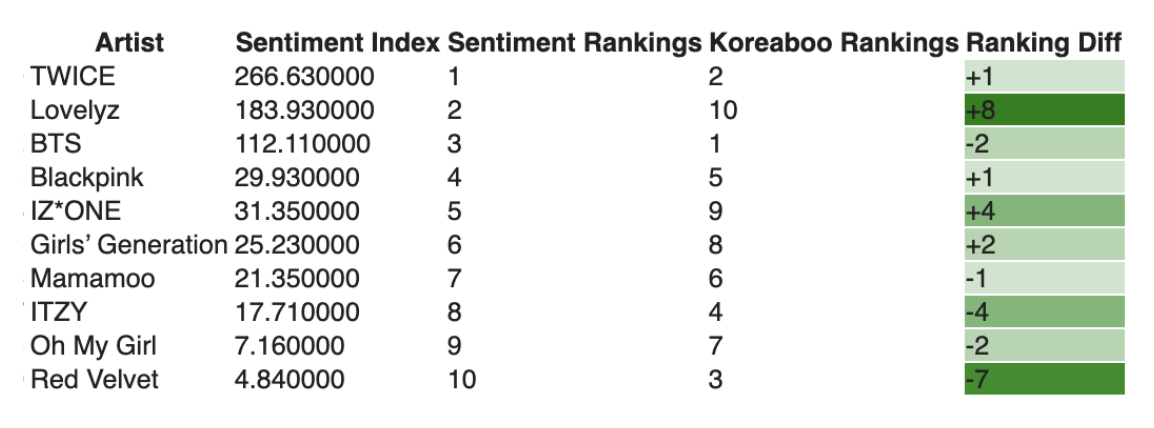 Artist Sentiment Index Sentiment Rankings Koreaboo Rankings Ranking Diff
TWICE 266.630000 1 2 +1
Lovelyz 183.930000 2 10 +8
BTS 112.110000 3 1 -2
Blackpink 29.930000 4 5 +1
IZ*ONE 31.350000 5 9 +4
Girls’ Generation 25.230000 6 8 +2
Mamamoo 21.350000 7 6 -1
ITZY 17.710000 8 4 -4
Oh My Girl 7.160000 9 7 -2
Red Velvet 4.840000 10 3 -7